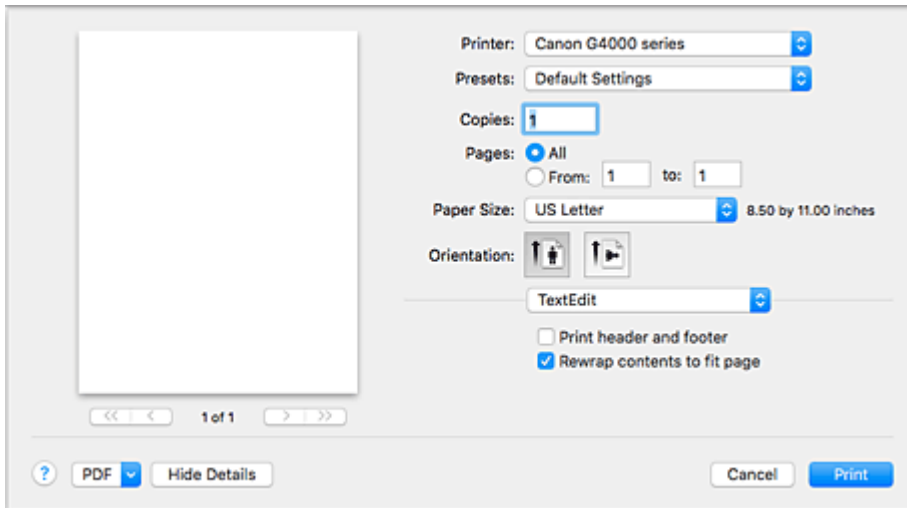 Printer: Canon G4000 series
Presets: Default Settings
Copies: 1
Pages: All
From: 1 to: 1
Paper Size: US Letter 8.50 by 11.00 inches
Orientation:
TextEdit
Print header and footer
Rewrap contents to fit page
<< < 1 of 1 > >>
? PDF Hide Details Cancel Print